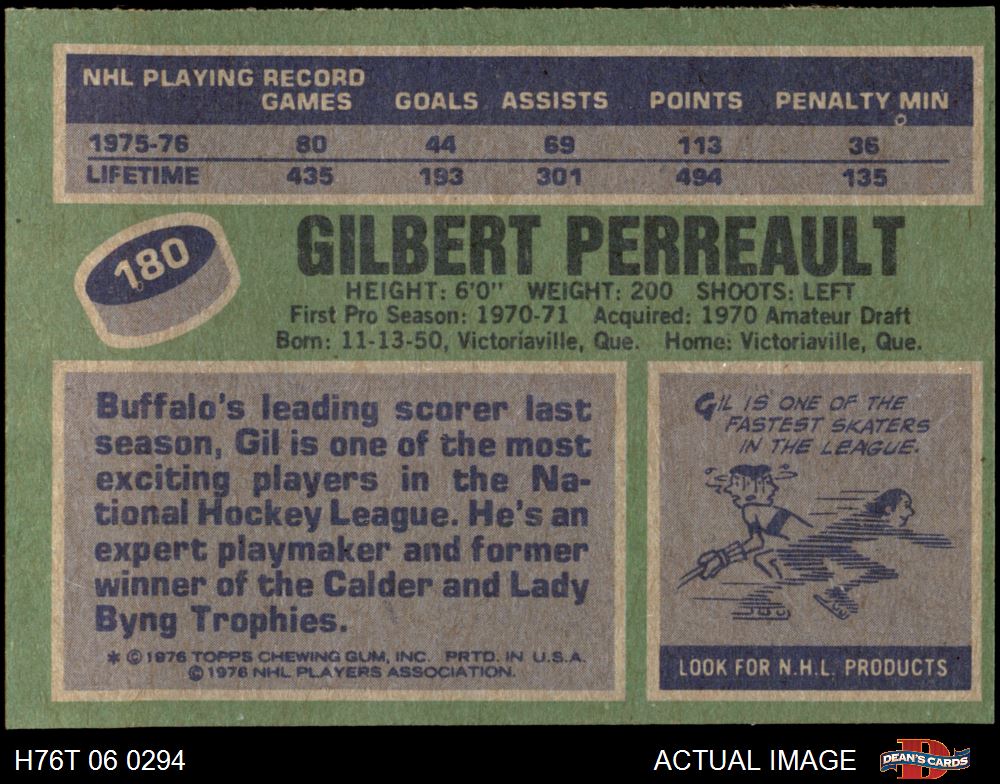 NHL PLAYING RECORD
GAMES GOALS ASSISTS POINTS PENALTY MIN
1975-76 80 44 69 113 36
LIFETIME 435 193 301 494 135
180
GILBERT PERREAULT
HEIGHT: 6'0" WEIGHT: 200 SHOOTS: LEFT
First Pro Season: 1970-71 Acquired: 1970 Amateur Draft
Born: 11-13-50, Victoriaville, Que. Home: Victoriaville, Que.
Buffalo's leading scorer last
season, Gil is one of the most
exciting players in the Na-
tional Hockey League. He's an
expert playmaker and former
winner of the Calder and Lady
Byng Trophies.
* © 1976 TOPPS CHEWING GUM, INC. PRTD. IN U.S.A.
© 1976 NHL PLAYERS ASSOCIATION.
GIL IS ONE OF THE
FASTEST SKATERS
IN THE LEAGUE.
LOOK FOR N.H.L. PRODUCTS
H76T 06 0294
ACTUAL IMAGE
DEAN'S CARDS